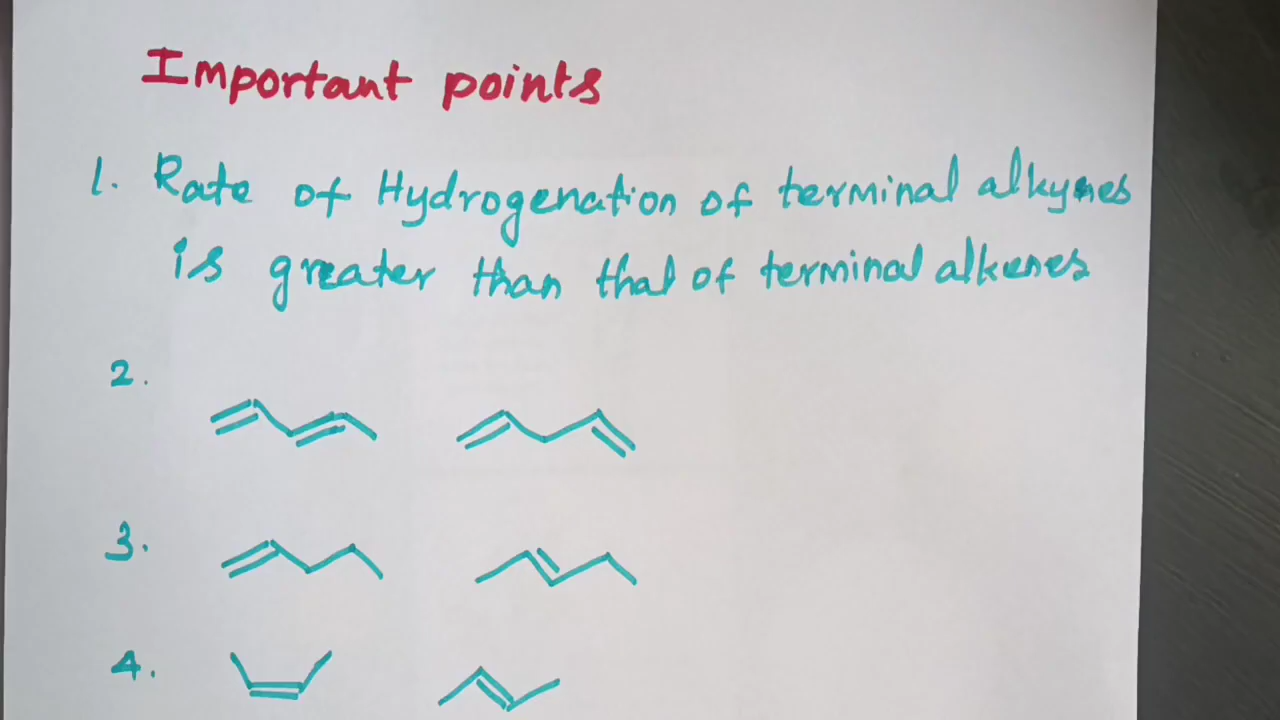 Important points
1. Rate of Hydrogenation of terminal alkynes
is greater than that of terminal alkenes
2.
3.
4.